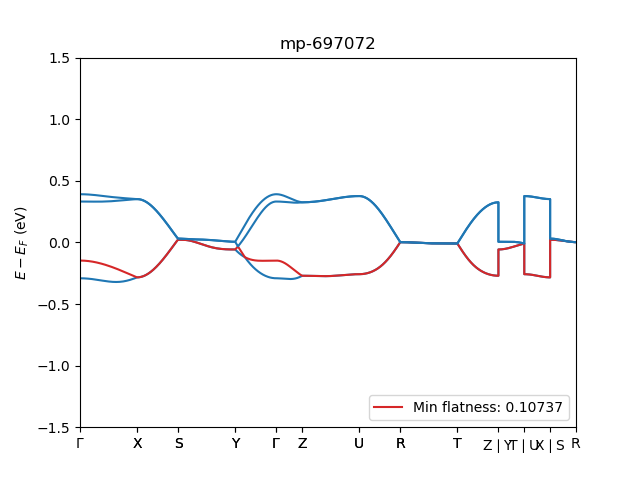 mp-697072
1.5
1.0
0.5
0.0
−0.5
−1.0
−1.5
E − E_F (eV)
Min flatness: 0.10737
Γ X S Y Γ Z U R T Z | Y T | U X | S R